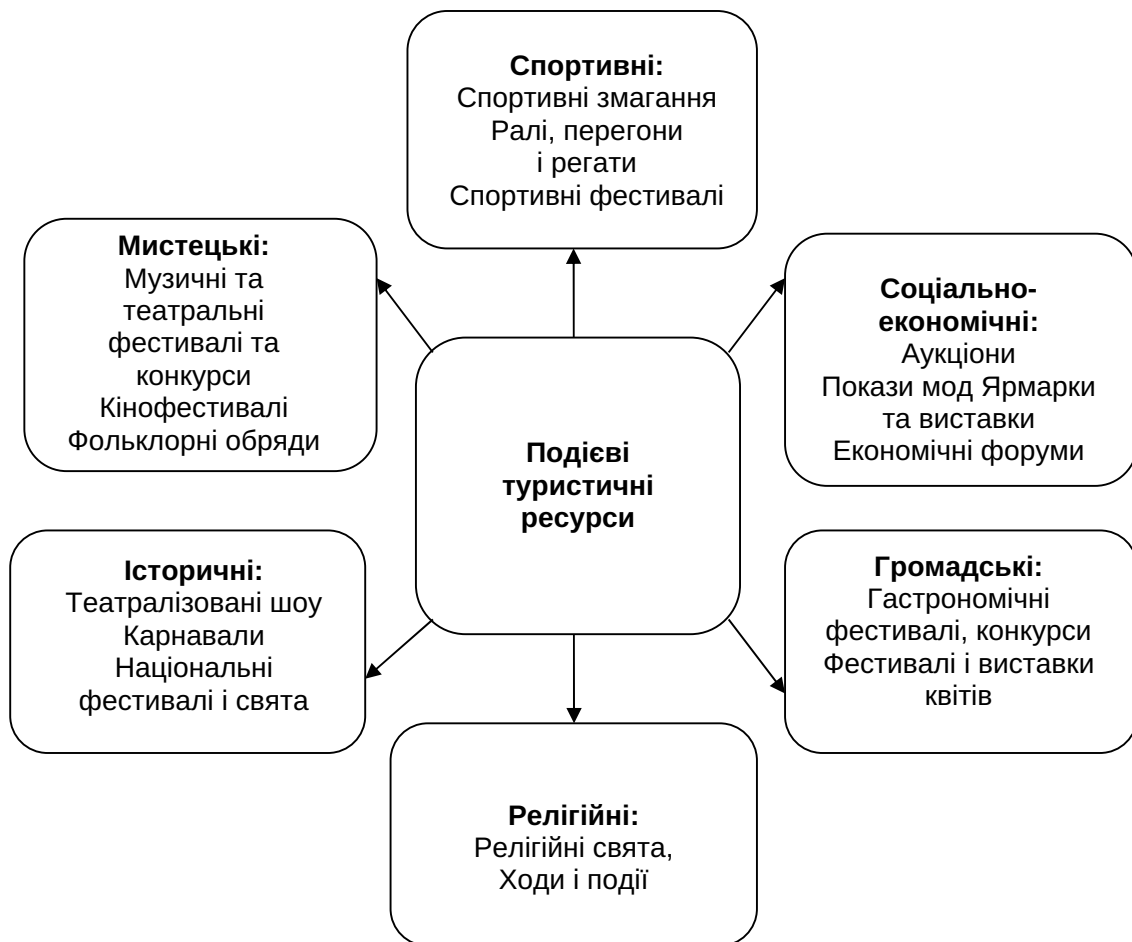 Спортивні:
Спортивні змагання
Ралі, перегони
і регати
Спортивні фестивалі
Мистецькі:
Музичні та
театральні
фестивалі та
конкурси
Кінофестивалі
Фольклорні обряди
Соціально-
економічні:
Аукціони
Покази мод Ярмарки
та виставки
Економічні форуми
Подієві
туристичні
ресурси
Історичні:
Театралізовані шоу
Карнавали
Національні
фестивалі і свята
Громадські:
Гастрономічні
фестивалі, конкурси
Фестивалі і виставки
квітів
Релігійні:
Релігійні свята,
Ходи і події